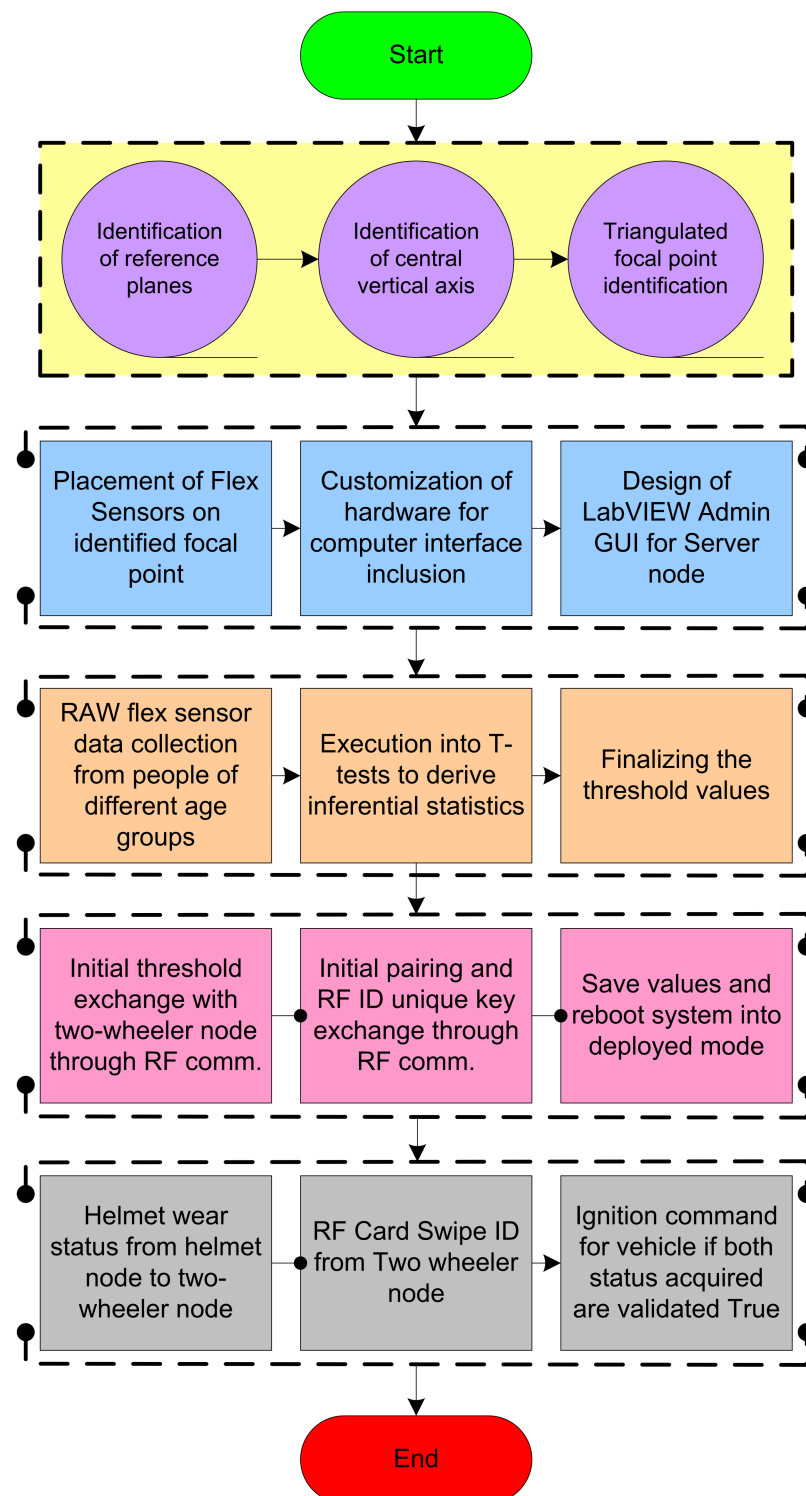 Start
Identification
of reference
planes
Identification
of central
vertical axis
Triangulated
focal point
identification
Placement of Flex
Sensors on
identified focal
point
Customization of
hardware for
computer interface
inclusion
Design of
LabVIEW Admin
GUI for Server
node
RAW flex sensor
data collection
from people of
different age
groups
Execution into T-
tests to derive
inferential statistics
Finalizing the
threshold values
Initial threshold
exchange with
two-wheeler node
through RF comm.
Initial pairing and
RF ID unique key
exchange through
RF comm.
Save values and
reboot system into
deployed mode
Helmet wear
status from helmet
node to two-
wheeler node
RF Card Swipe ID
from Two wheeler
node
Ignition command
for vehicle if both
status acquired
are validated True
End